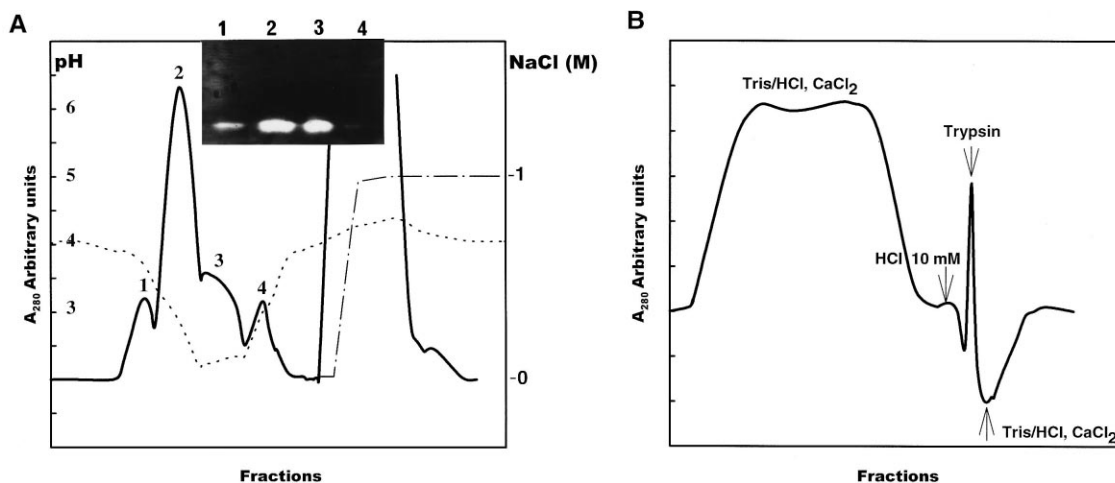 A
1 2 3 4
pH
NaCl (M)
2
6
5
-1
4
3
1
4
3
-0
A280 Arbitrary units
Fractions
B
Tris/HCl, CaCl2
Trypsin
HCl 10 mM
Tris/HCl, CaCl2
A280 Arbitrary units
Fractions